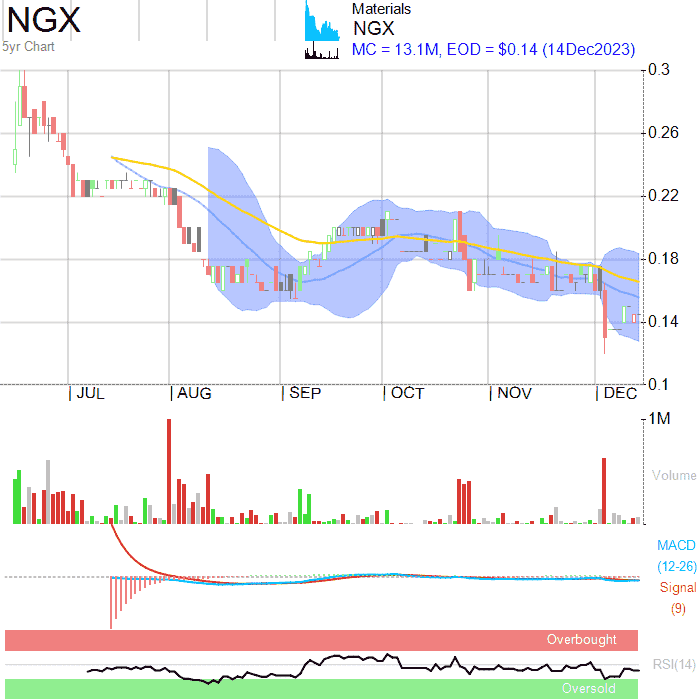 NGX
5yr Chart
Materials
NGX
MC = 13.1M, EOD = $0.14 (14Dec2023)
0.3
0.26
0.22
0.18
0.14
0.1
JUL AUG SEP OCT NOV DEC
1M
Volume
MACD
(12-26)
Signal
(9)
Overbought
RSI(14)
Oversold